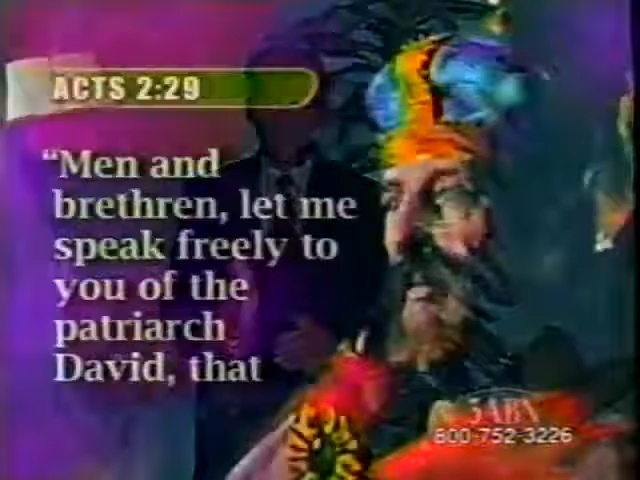 ACTS 2:29
“Men and
brethren, let me
speak freely to
you of the
patriarch
David, that
3ABN
800-752-3226